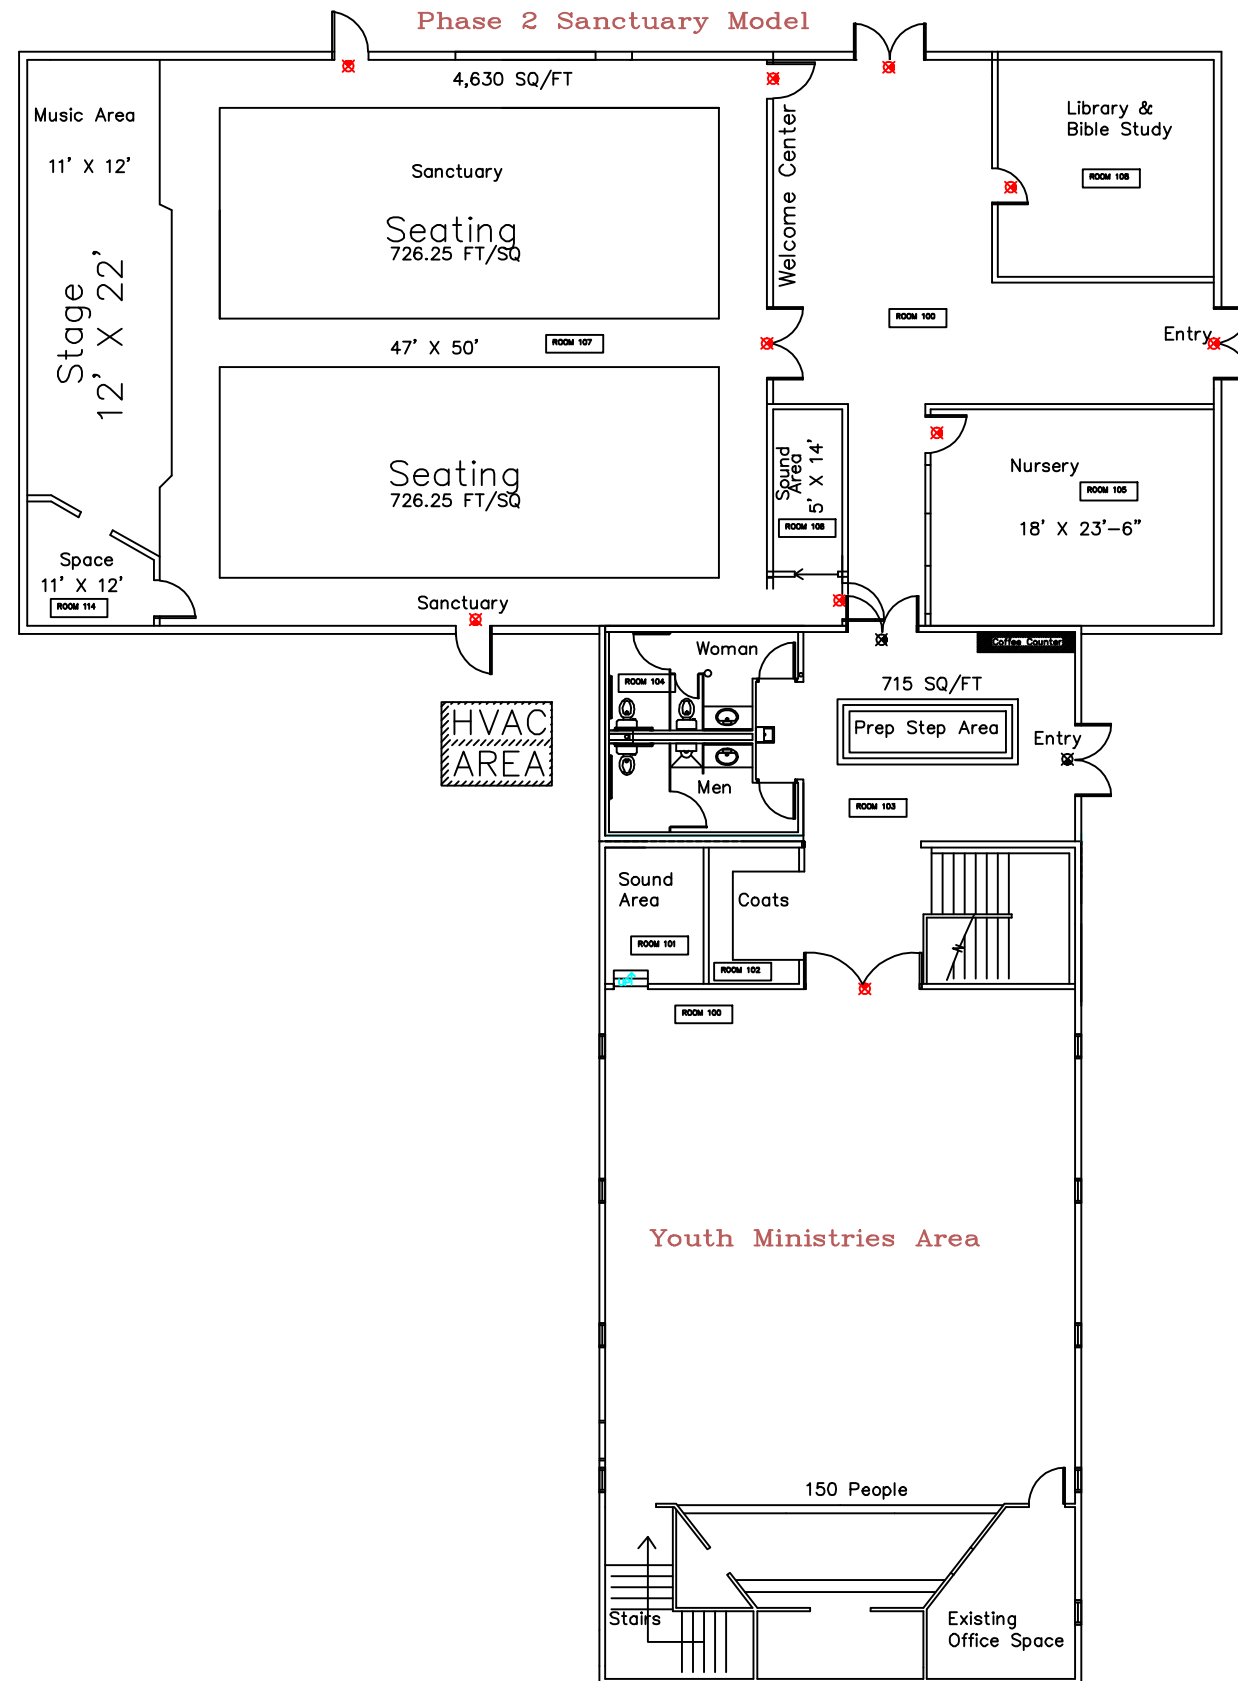 Phase 2 Sanctuary Model
4,630 SQ/FT
Music Area
11' X 12'
Sanctuary
Seating
726.25 FT/SQ
Stage
12' X 22'
47' X 50'
ROOM 107
Seating
726.25 FT/SQ
Space
11' X 12'
ROOM 114
Sanctuary
Welcome Center
Library &
Bible Study
ROOM 108
ROOM 100
Entry
Sound
Area
5' X 14'
ROOM 106
Nursery
ROOM 105
18' X 23'-6"
HVAC
AREA
Woman
ROOM 104
Men
Coffee Counter
715 SQ/FT
Prep Step Area
Entry
ROOM 103
Sound
Area
ROOM 101
Coats
ROOM 102
ROOM 100
Youth Ministries Area
150 People
Stairs
Existing
Office Space